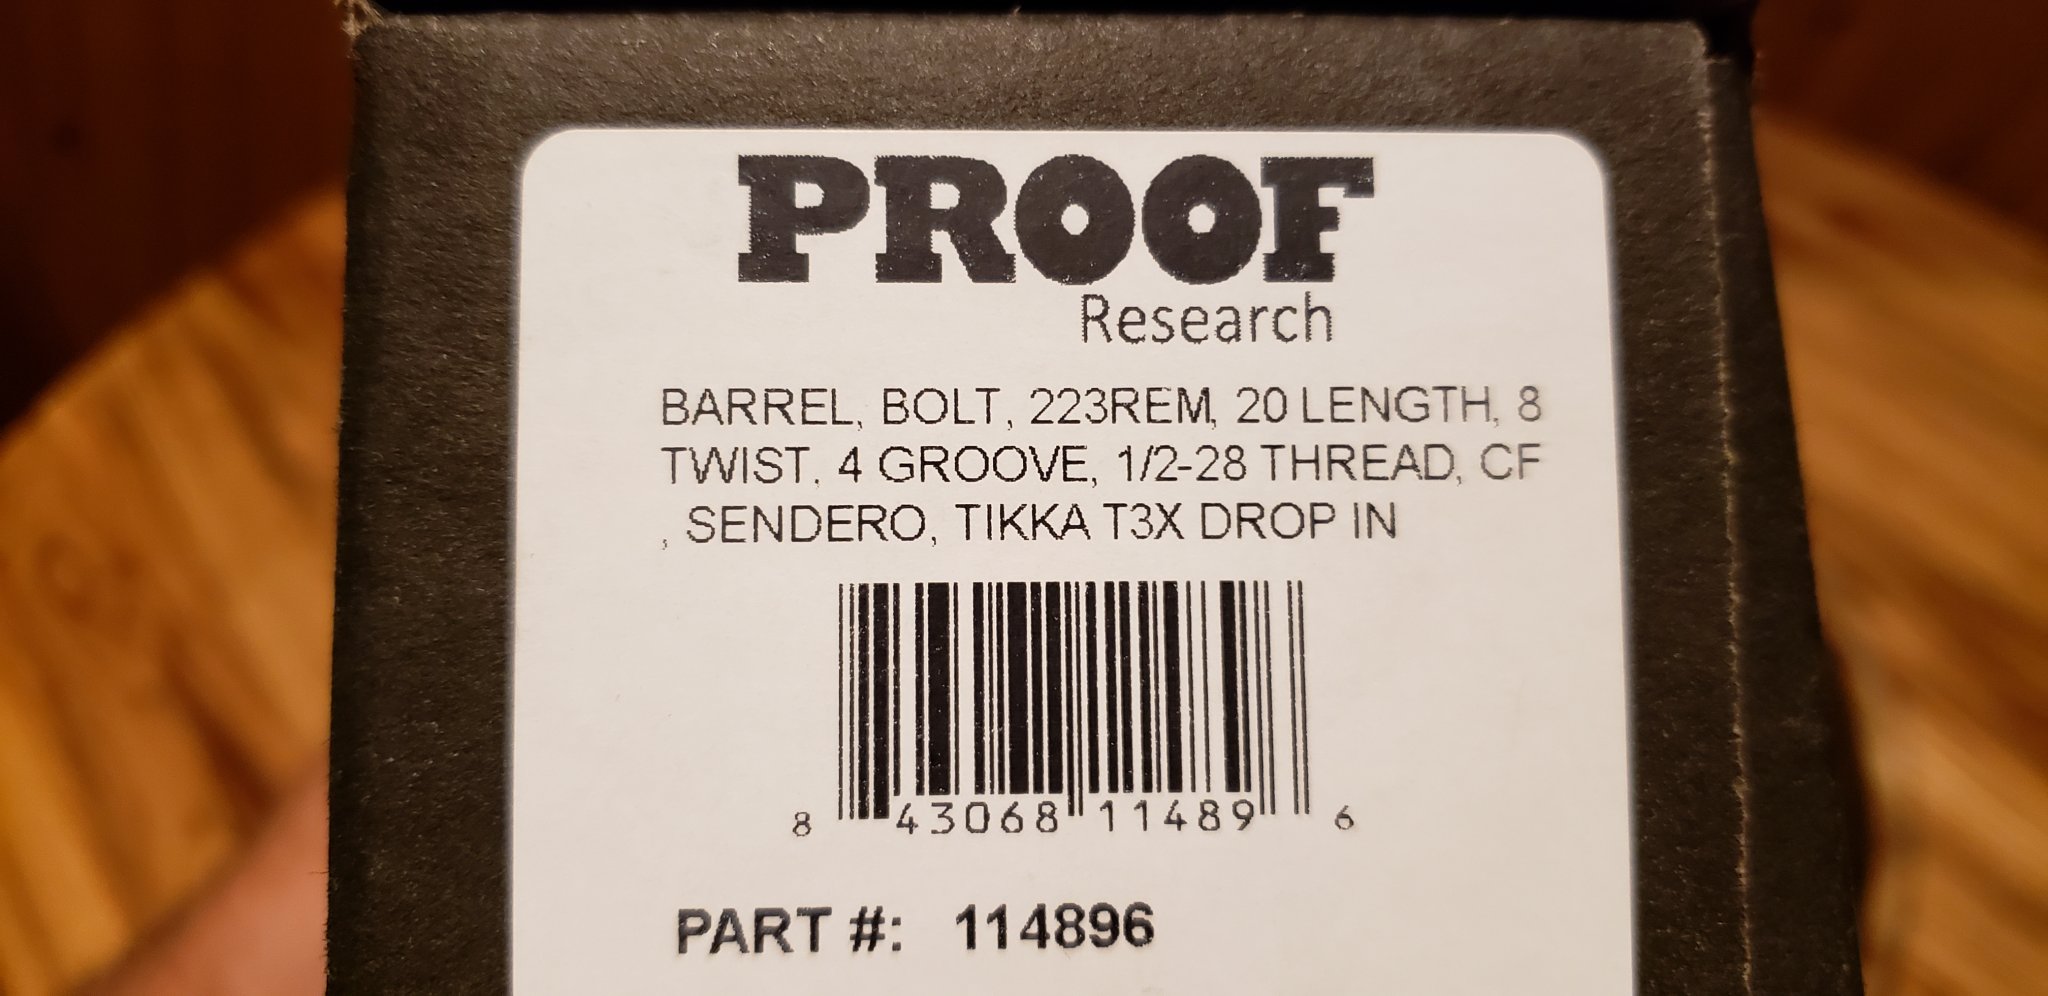 PROOF
Research
BARREL, BOLT, 223REM, 20 LENGTH, 8
TWIST, 4 GROOVE, 1/2-28 THREAD, CF
, SENDERO, TIKKA T3X DROP IN
8 43068 11489 6
PART #: 114896